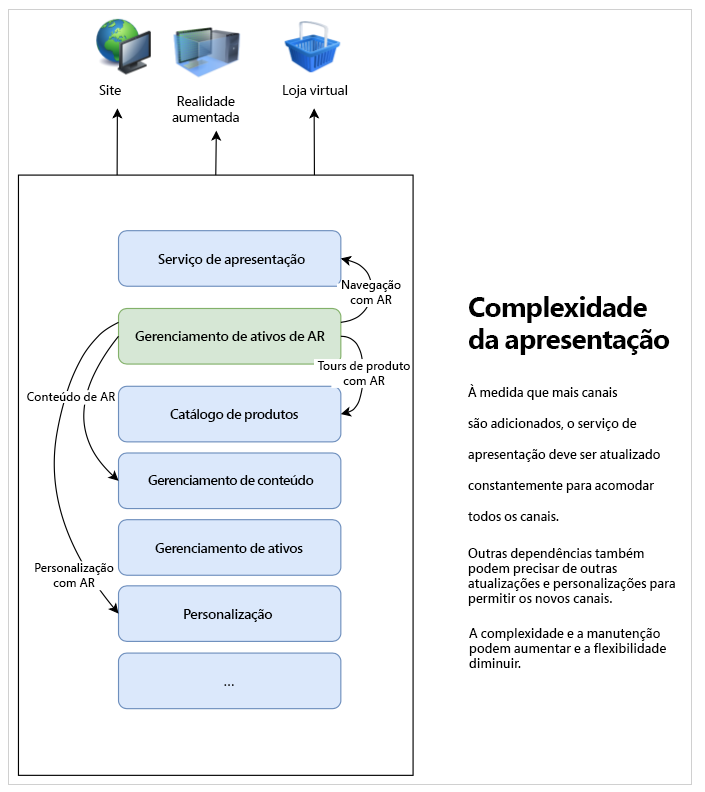 Site
Realidade
aumentada
Loja virtual
Serviço de apresentação
Navegação
com AR
Gerenciamento de ativos de AR
Tours de produto
com AR
Conteúdo de AR
Catálogo de produtos
Gerenciamento de conteúdo
Gerenciamento de ativos
Personalização
com AR
Personalização
...
Complexidade
da apresentação
À medida que mais canais
são adicionados, o serviço de
apresentação deve ser atualizado
constantemente para acomodar
todos os canais.
Outras dependências também
podem precisar de outras
atualizações e personalizações para
permitir os novos canais.
A complexidade e a manutenção
podem aumentar e a flexibilidade
diminuir.